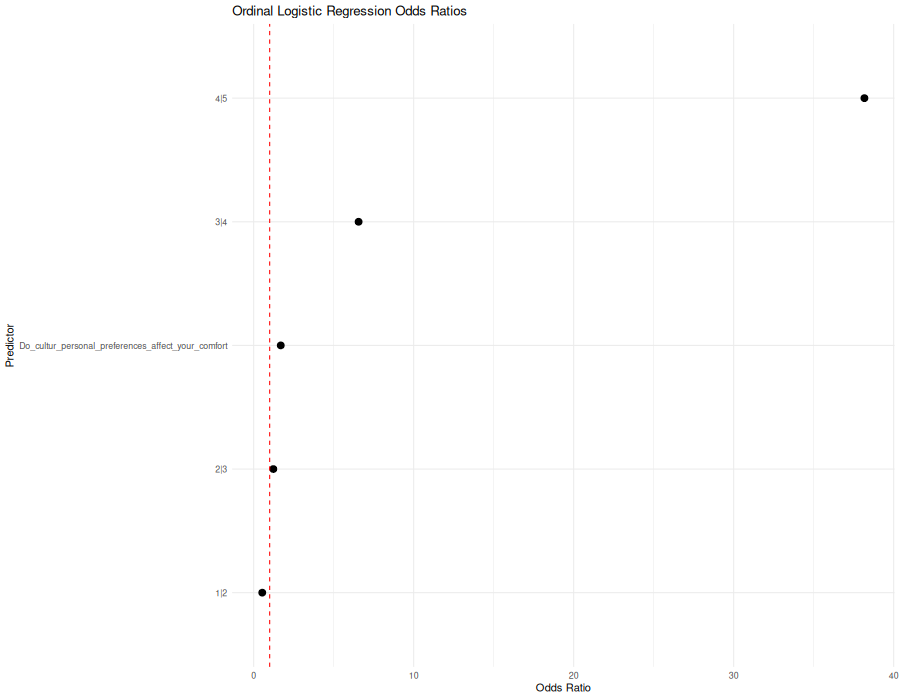 Ordinal Logistic Regression Odds Ratios
4|5
3|4
Do_cultur_personal_preferences_affect_your_comfort
2|3
1|2
Predictor
0 10 20 30 40
Odds Ratio